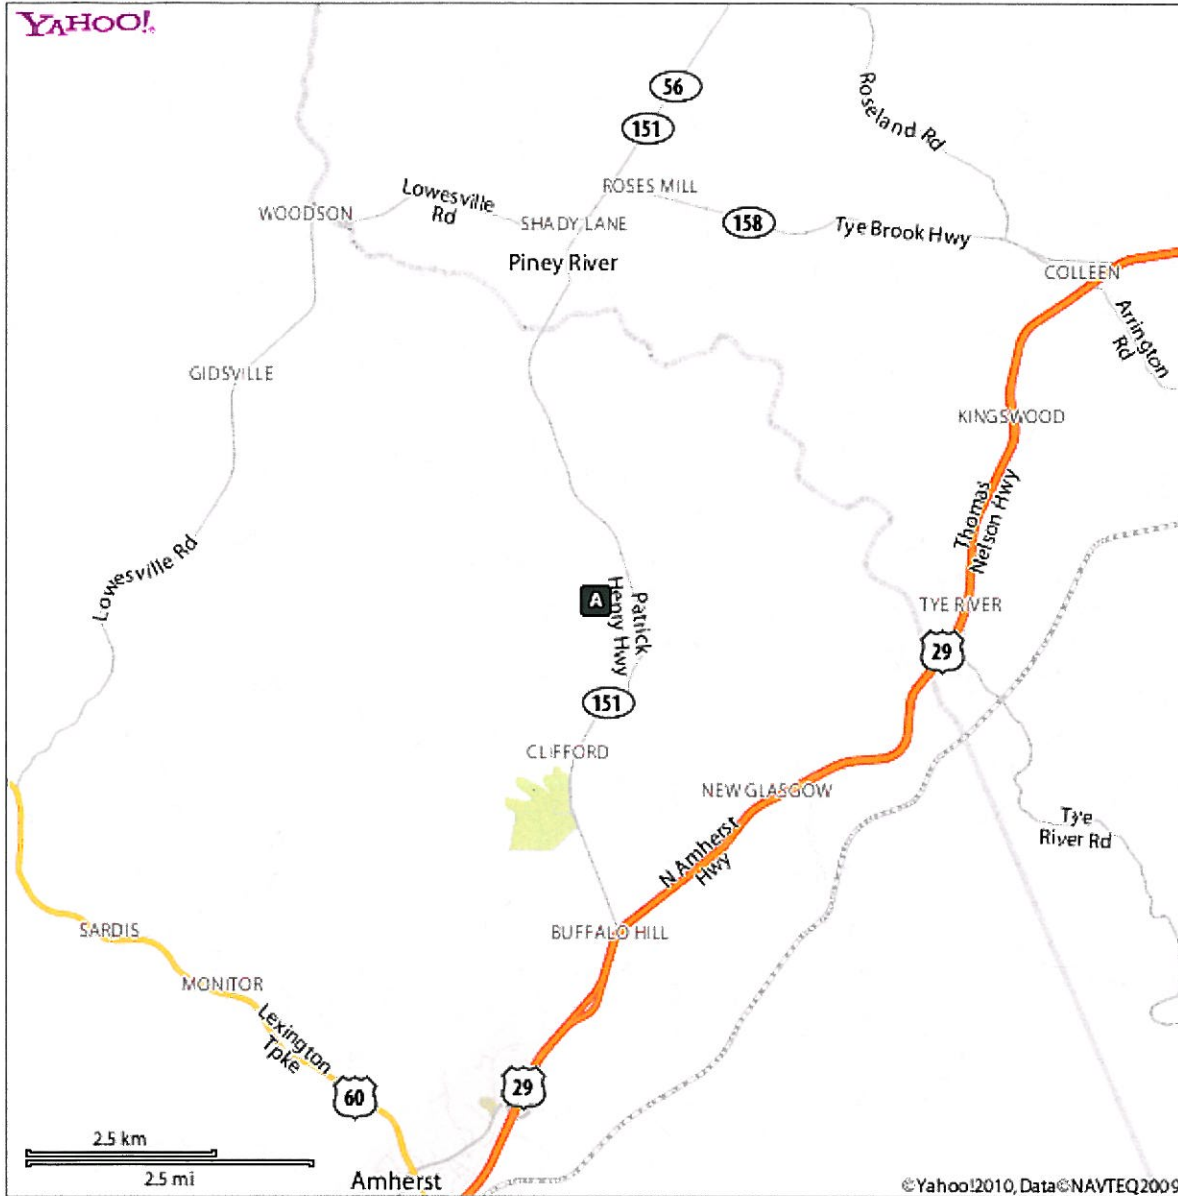 YAHOO!
56
151
Roseland Rd
Lowesville
Rd
ROSES MILL
WOODSON
SHADY LANE
158
Tye Brook Hwy
Piney River
COLLEEN
Arrington
Rd
GIDSVILLE
KINGSWOOD
Thomas
Nelson Hwy
Lowesville Rd
A
Patrick
Henry Hwy
TYE RIVER
29
151
CLIFFORD
NEW GLASGOW
Tye
River Rd
N Amherst
Hwy
SARDIS
BUFFALO HILL
MONITOR
Lexington
Tpke
60
29
2.5 km
2.5 mi
Amherst
©Yahoo!2010, Data©NAVTEQ2009